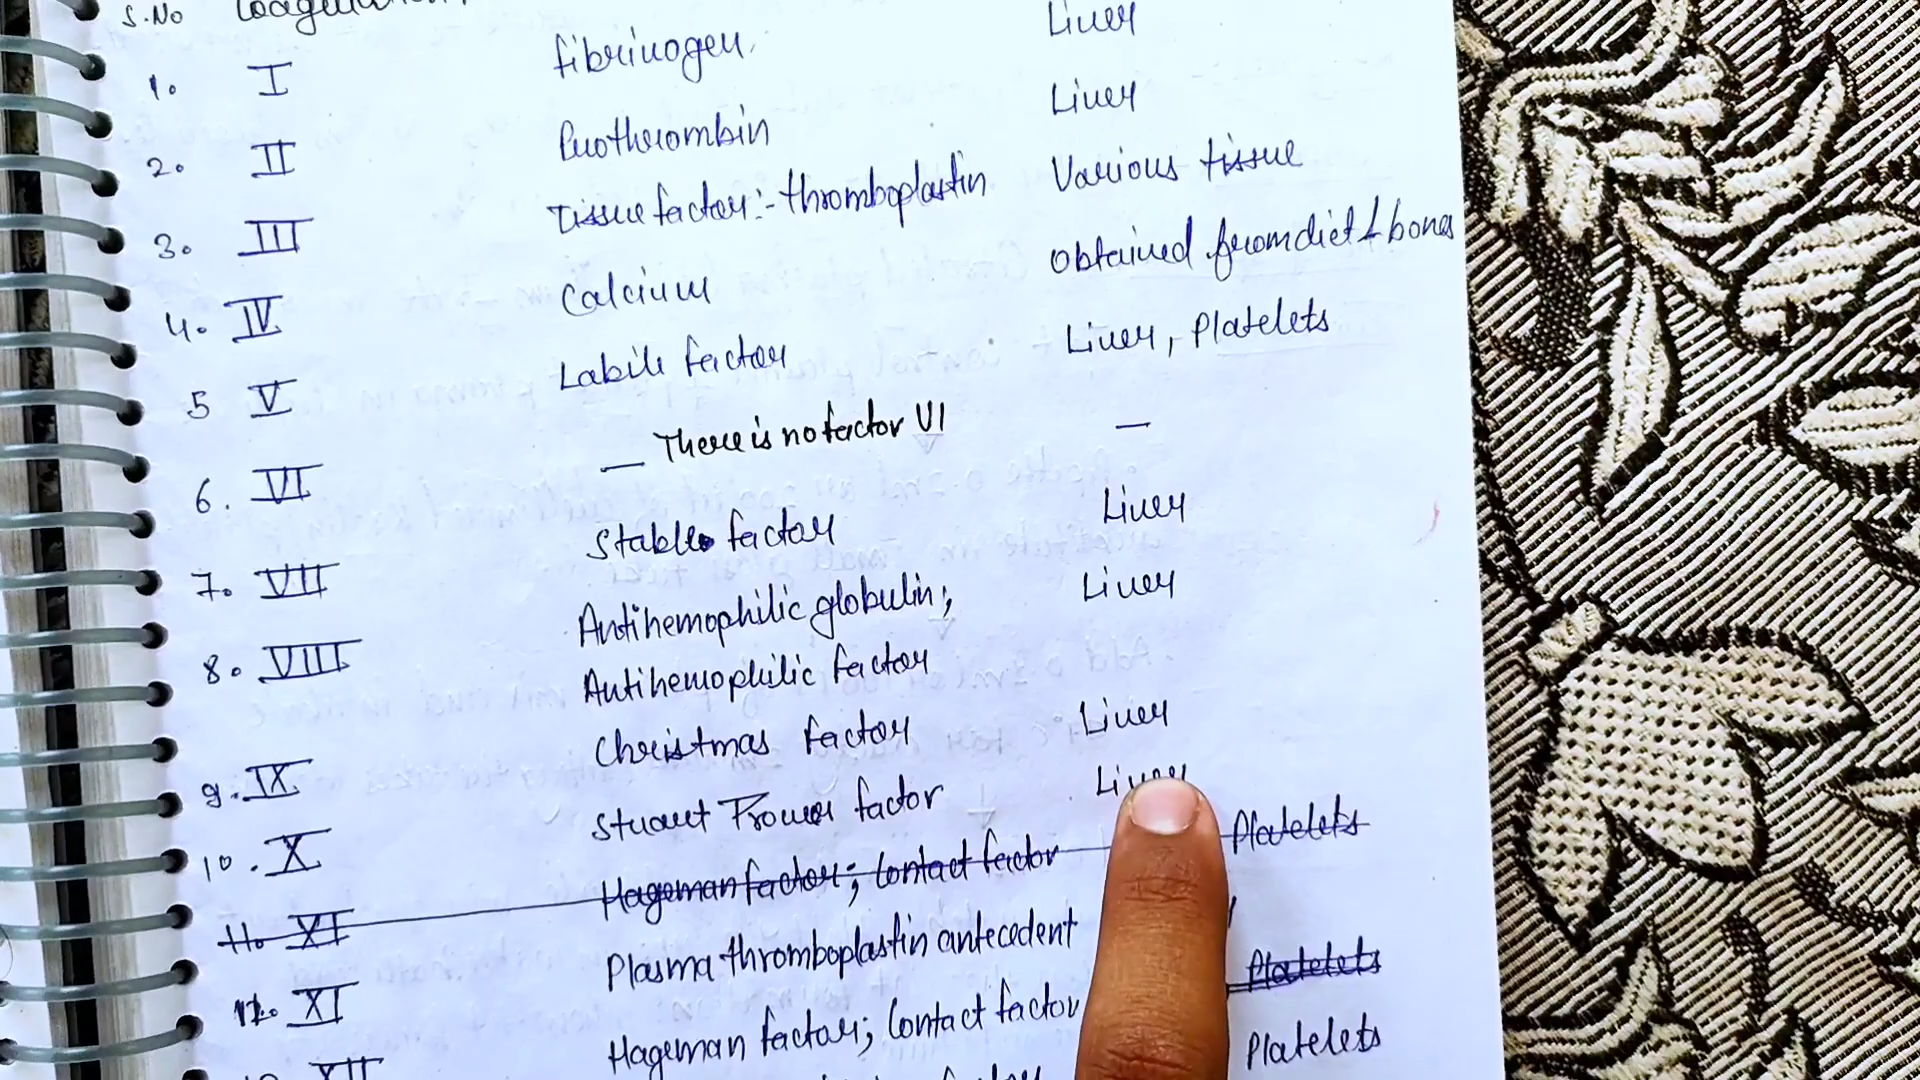 S.No
1. I fibrinogen Liver
2. II Prothrombin Liver
3. III Tissue factor:- thromboplastin Various tissue
4. IV Calcium Obtained from diet & bones
5 V Labile factor Liver, Platelets
6. VI — There is no factor VI —
7. VII Stable factor Liver
8. VIII Antihemophilic globulin; Liver
Antihemophilic factor
9. IX Christmas factor Liver
10. X Stuart Prower factor Liver
11. XI Hageman factor; Contact factor Platelets
XI Plasma thromboplastin antecedent Platelets
XII Hageman factor; Contact factor Platelets